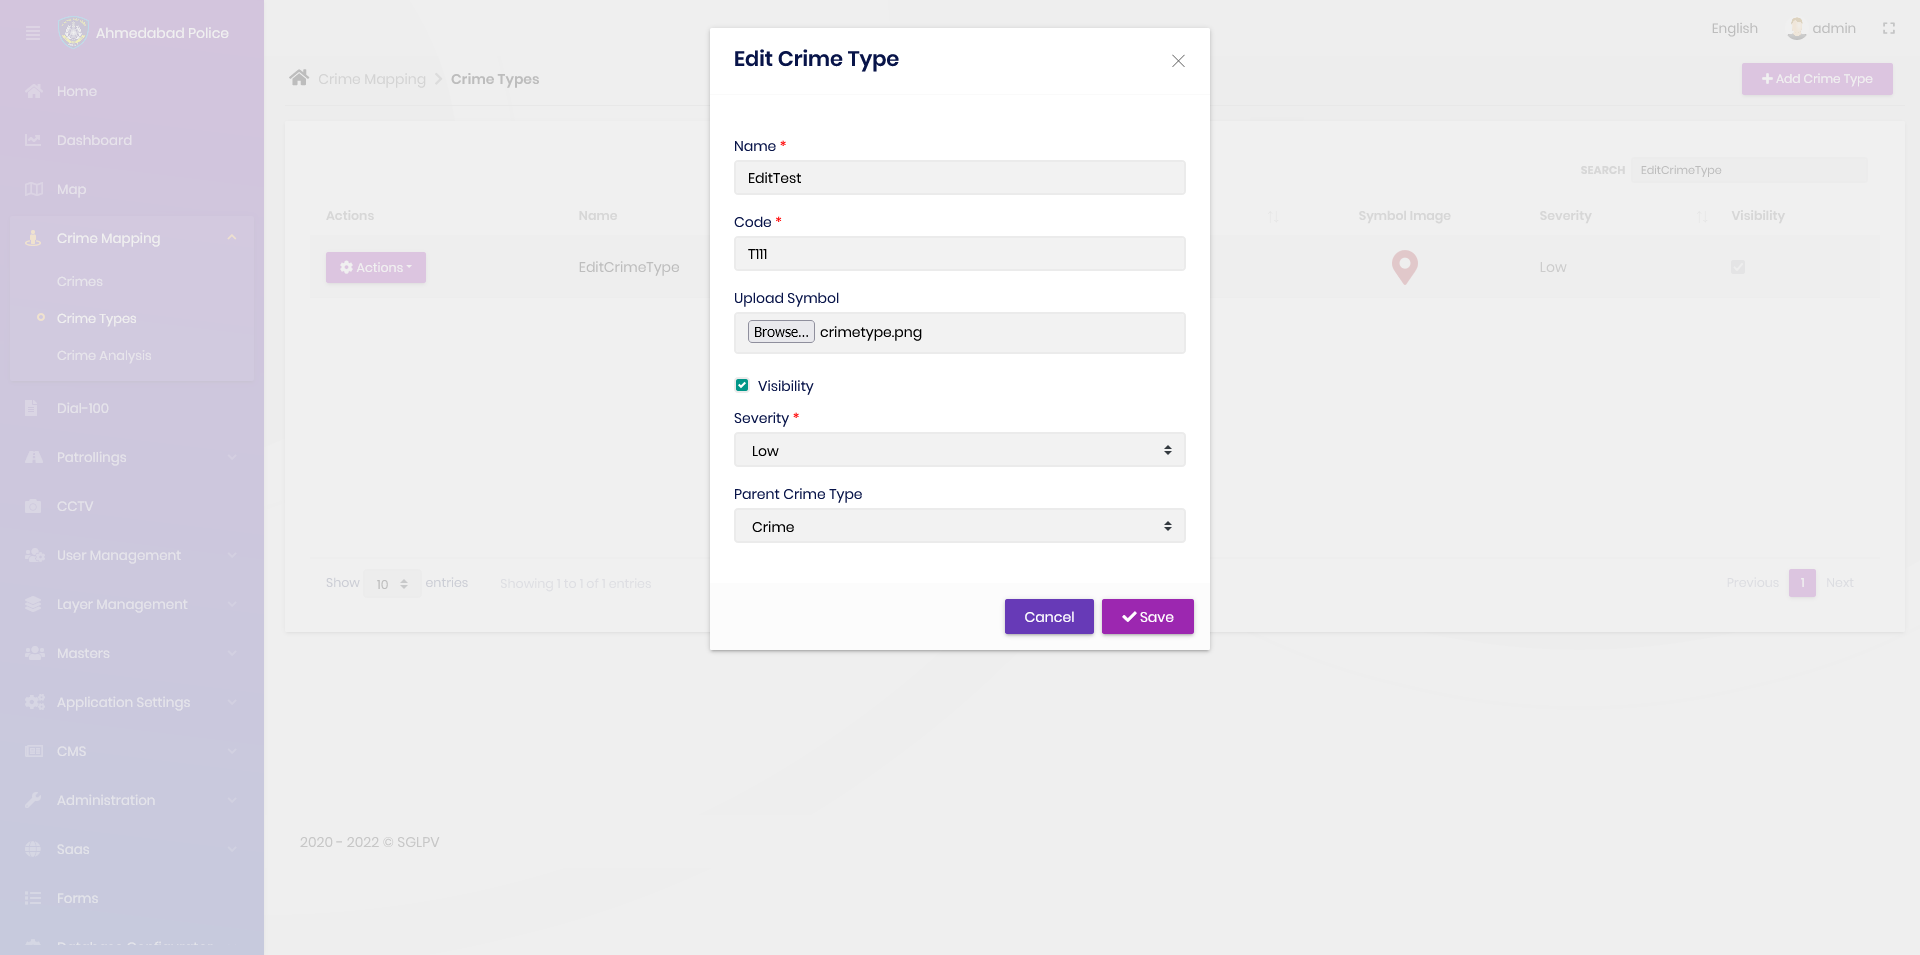 Ahmedabad Police
Home
Dashboard
Map
Crime Mapping
Crimes
Crime Types
Crime Analysis
Dial-100
Patrollings
CCTV
User Management
Layer Management
Masters
Application Settings
CMS
Administration
Saas
Forms
Database Configurator
English
admin
Crime Mapping
Crime Types
+ Add Crime Type
SEARCH EditCrimeType
Actions Name Symbol Image Severity Visibility
Actions EditCrimeType Low
Show 10 entries Showing 1 to 1 of 1 entries
Previous 1 Next
2020 - 2022 © SGLPV
Edit Crime Type
Name *
EditTest
Code *
T111
Upload Symbol
Browse... crimetype.png
Visibility
Severity *
Low
Parent Crime Type
Crime
Cancel Save